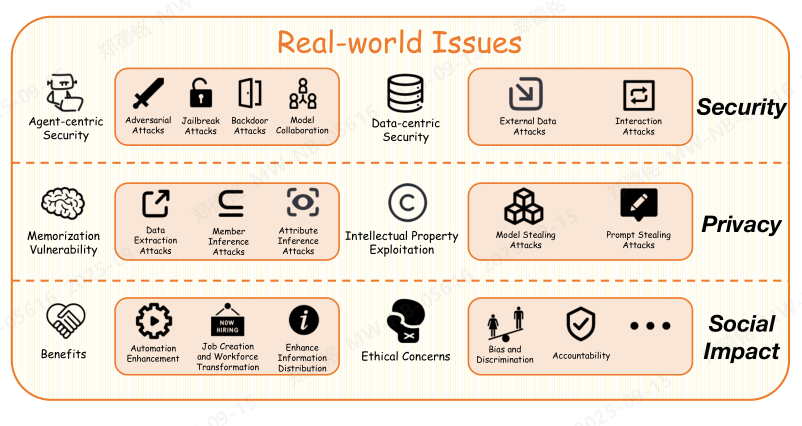 Real-world Issues
Agent-centric
Security
Adversarial
Attacks
Jailbreak
Attacks
Backdoor
Attacks
Model
Collaboration
Data-centric
Security
External Data
Attacks
Interaction
Attacks
Security
Memorization
Vulnerability
Data
Extraction
Attacks
Member
Inference
Attacks
Attribute
Inference
Attacks
Intellectual Property
Exploitation
Model Stealing
Attacks
Prompt Stealing
Attacks
Privacy
Benefits
Automation
Enhancement
NOW
HIRING
Job Creation
and Workforce
Transformation
Enhance
Information
Distribution
Ethical Concerns
Bias and
Discrimination
Accountability
Social
Impact